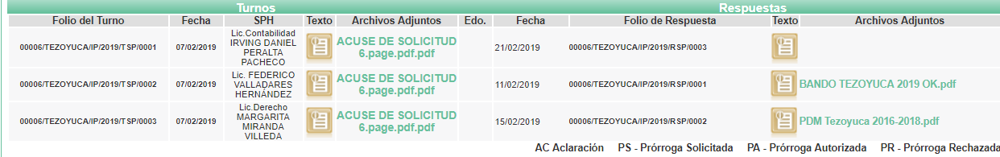 Turnos Respuestas
Folio del Turno Fecha SPH Texto Archivos Adjuntos Edo. Fecha Folio de Respuesta Texto Archivos Adjuntos
Lic.Contabilidad
IRVING DANIEL
PERALTA
PACHECO
00006/TEZOYUCA/IP/2019/TSP/0001 07/02/2019 ACUSE DE SOLICITUD 21/02/2019 00006/TEZOYUCA/IP/2019/RSP/0003
6.page.pdf.pdf
Lic. FEDERICO
VALLADARES
HERNÁNDEZ
00006/TEZOYUCA/IP/2019/TSP/0002 07/02/2019 ACUSE DE SOLICITUD 11/02/2019 00006/TEZOYUCA/IP/2019/RSP/0001 BANDO TEZOYUCA 2019 OK.pdf
6.page.pdf.pdf
Lic.Derecho
MARGARITA
MIRANDA
VILLEDA
00006/TEZOYUCA/IP/2019/TSP/0003 07/02/2019 ACUSE DE SOLICITUD 15/02/2019 00006/TEZOYUCA/IP/2019/RSP/0002 PDM Tezoyuca 2016-2018.pdf
6.page.pdf.pdf
AC Aclaración PS - Prórroga Solicitada PA - Prórroga Autorizada PR - Prórroga Rechazada